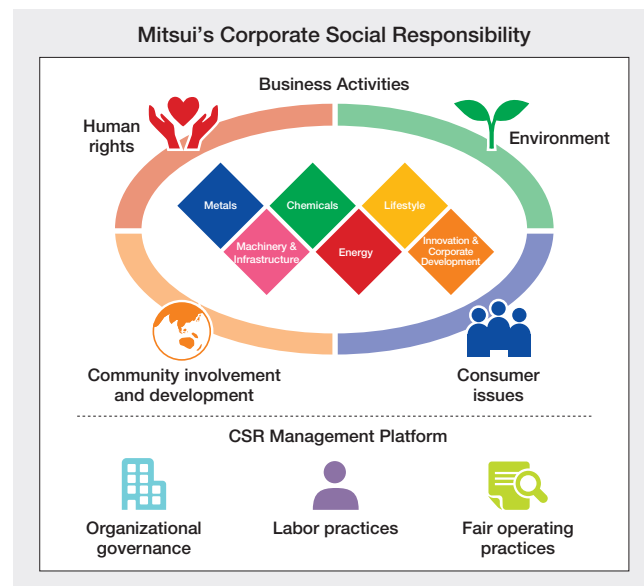 Mitsui's Corporate Social Responsibility
Business Activities
Human
rights
Environment
Metals
Chemicals
Lifestyle
Machinery &
Infrastructure
Energy
Innovation &
Corporate
Development
Community involvement
and development
Consumer
issues
CSR Management Platform
Organizational
governance
Labor practices
Fair operating
practices